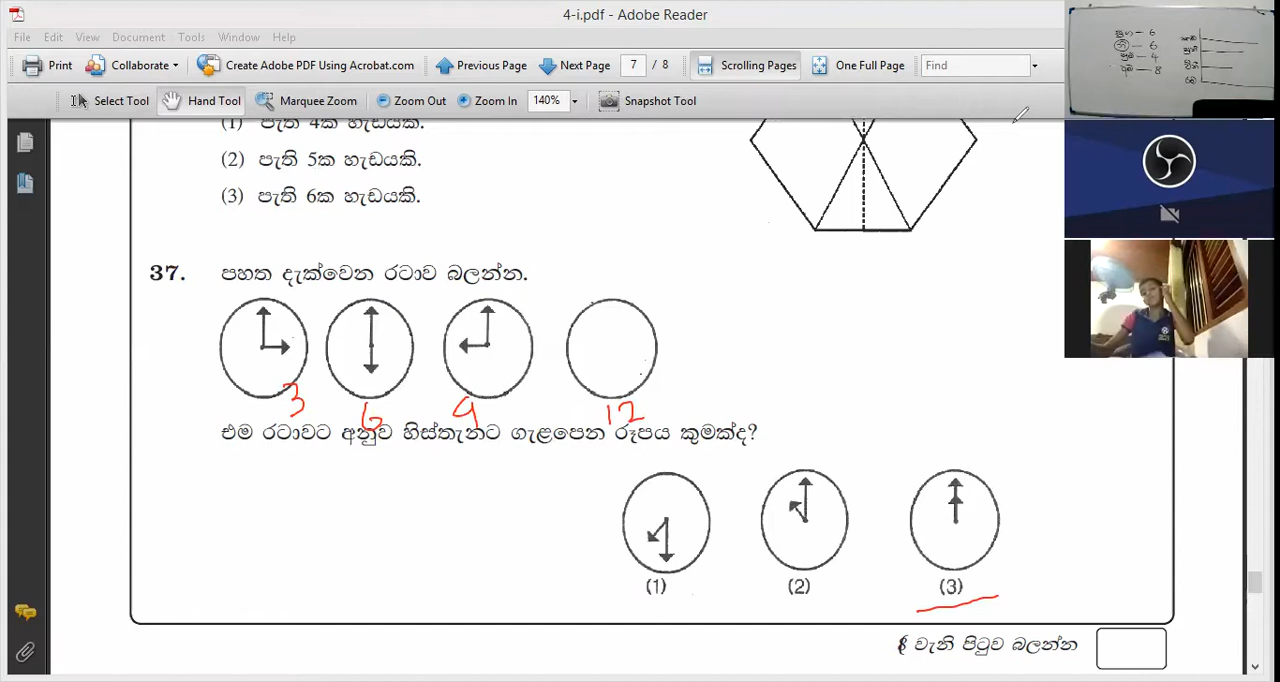 4-i.pdf - Adobe Reader
File Edit View Document Tools Window Help
Print Collaborate Create Adobe PDF Using Acrobat.com Previous Page Next Page 7 / 8 Scrolling Pages One Full Page Find
Select Tool Hand Tool Marquee Zoom Zoom Out Zoom In 140% Snapshot Tool
(1) පැති 4ක හැඩයකි.
(2) පැති 5ක හැඩයකි.
(3) පැති 6ක හැඩයකි.
37. පහත දැක්වෙන රටාව බලන්න.
3 6 9 12
එම රටාවට අනුව හිස්තැනට ගැළපෙන රූපය කුමක්ද?
(1) (2) (3)
වැනි පිටුව බලන්න